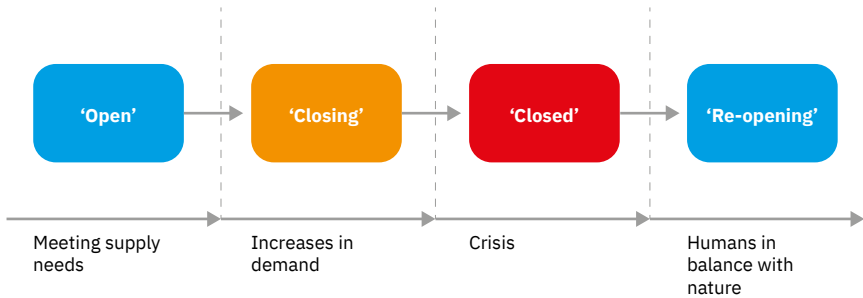 ‘Open’
‘Closing’
‘Closed’
‘Re-opening’
Meeting supply
needs
Increases in
demand
Crisis
Humans in
balance with
nature